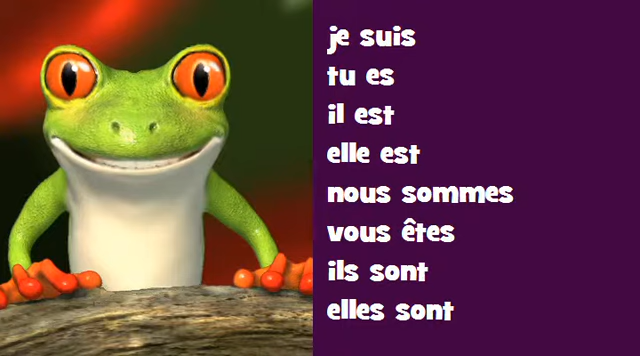 je suis
tu es
il est
elle est
nous sommes
vous êtes
ils sont
elles sont